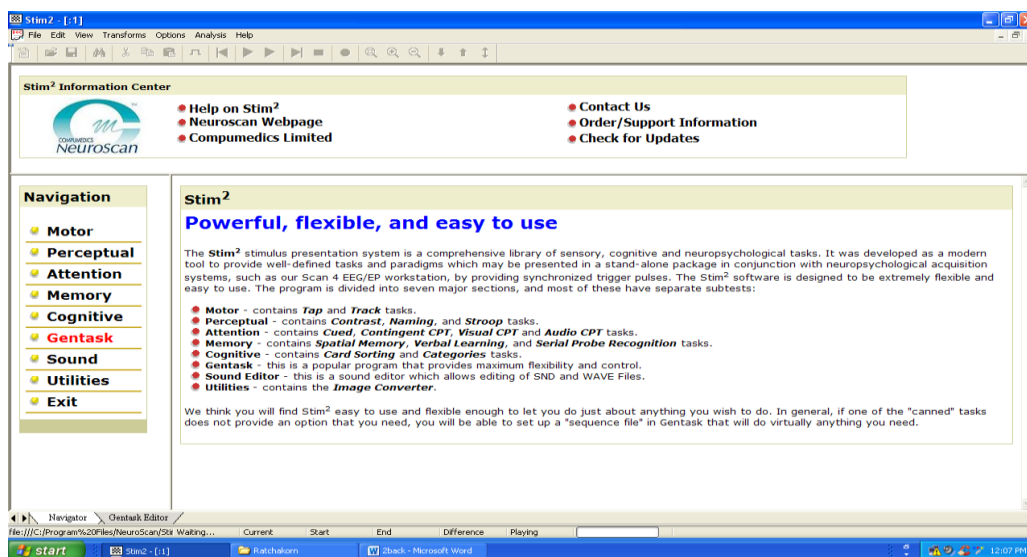 Stim2 - [:1]
File Edit View Transforms Options Analysis Help
Stim² Information Center
COMPUMEDICS
NEUROSCAN
Help on Stim²
Neuroscan Webpage
Compumedics Limited
Contact Us
Order/Support Information
Check for Updates
Navigation
Motor
Perceptual
Attention
Memory
Cognitive
Gentask
Sound
Utilities
Exit
Stim²
Powerful, flexible, and easy to use
The Stim² stimulus presentation system is a comprehensive library of sensory, cognitive and neuropsychological tasks. It was developed as a modern
tool to provide well-defined tasks and paradigms which may be presented in a stand-alone package in conjunction with neuropsychological acquisition
systems, such as our Scan 4 EEG/EP workstation, by providing synchronized trigger pulses. The Stim² software is designed to be extremely flexible and
easy to use. The program is divided into seven major sections, and most of these have separate subtests:
Motor - contains Tap and Track tasks.
Perceptual - contains Contrast, Naming, and Stroop tasks.
Attention - contains Cued, Contingent CPT, Visual CPT and Audio CPT tasks.
Memory - contains Spatial Memory, Verbal Learning, and Serial Probe Recognition tasks.
Cognitive - contains Card Sorting and Categories tasks.
Gentask - this is a popular program that provides maximum flexibility and control.
Sound Editor - this is a sound editor which allows editing of SND and WAVE Files.
Utilities - contains the Image Converter.
We think you will find Stim² easy to use and flexible enough to let you do just about anything you wish to do. In general, if one of the "canned" tasks
does not provide an option that you need, you will be able to set up a "sequence file" in Gentask that will do virtually anything you need.
Navigator Gentask Editor
file:///C:/Program%20Files/NeuroScan/Sti Waiting... Current Start End Difference Playing
start Stim2 - [:1] Ratchakorn 2back - Microsoft Word 12:07 PM